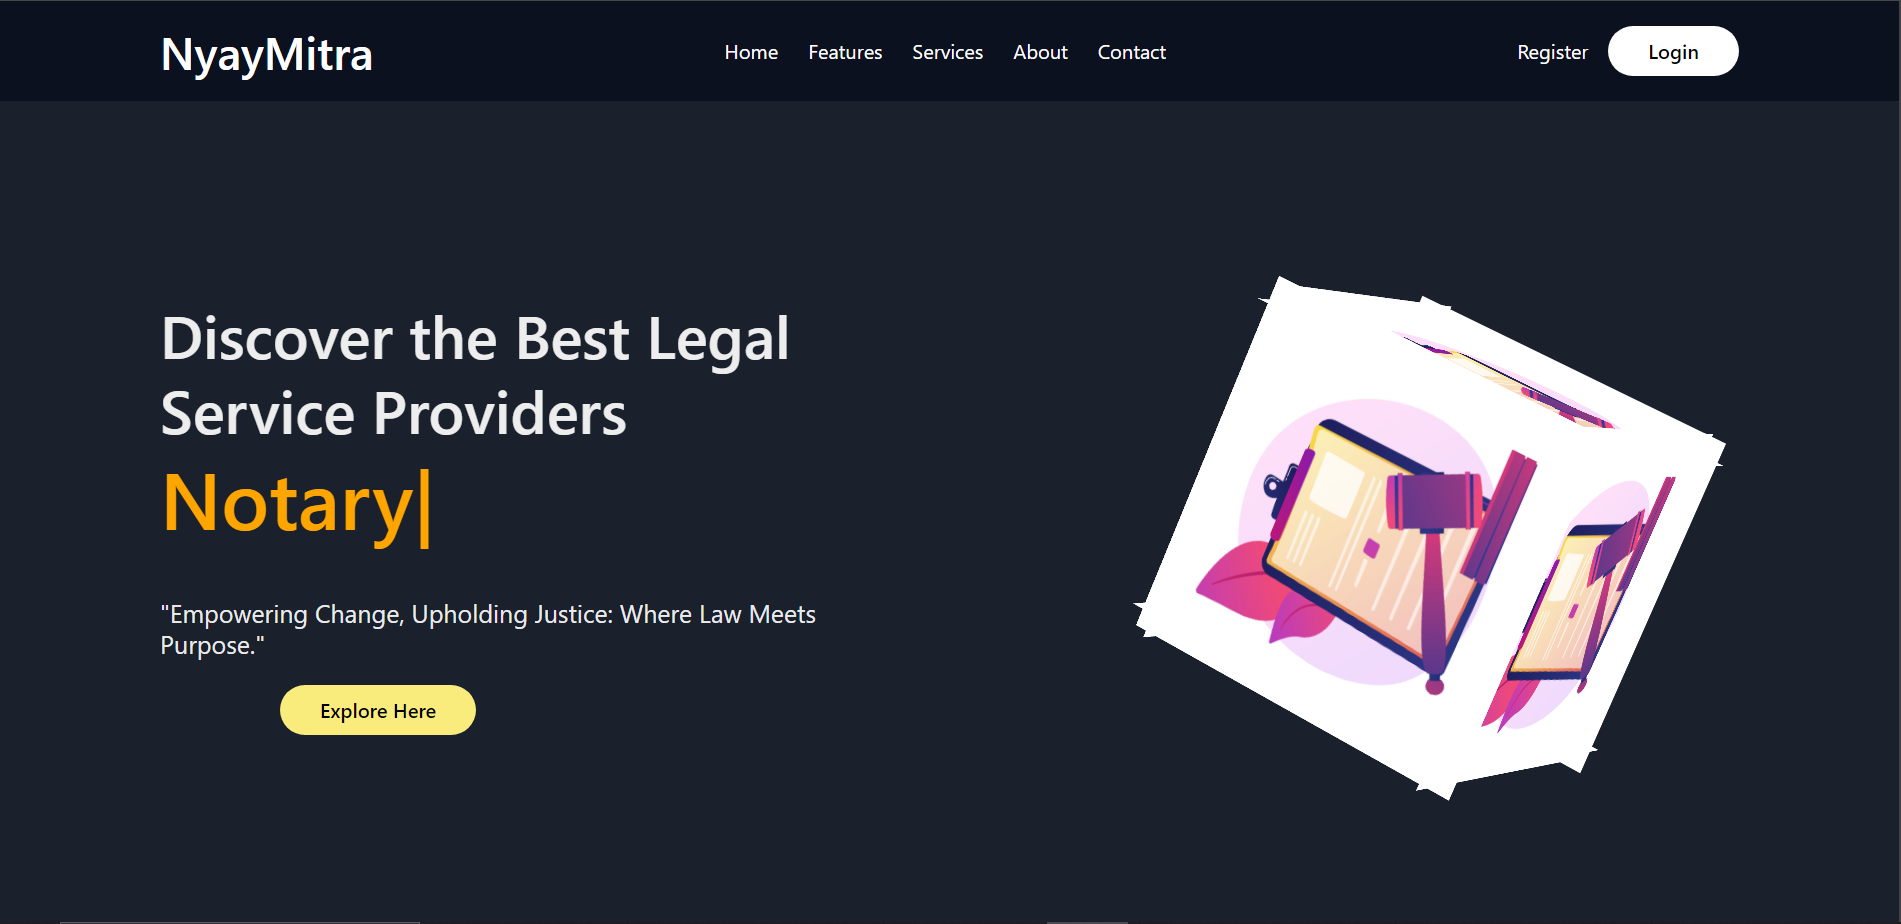 NyayMitra
Home Features Services About Contact
Register Login
Discover the Best Legal
Service Providers
Notary|
"Empowering Change, Upholding Justice: Where Law Meets
Purpose."
Explore Here